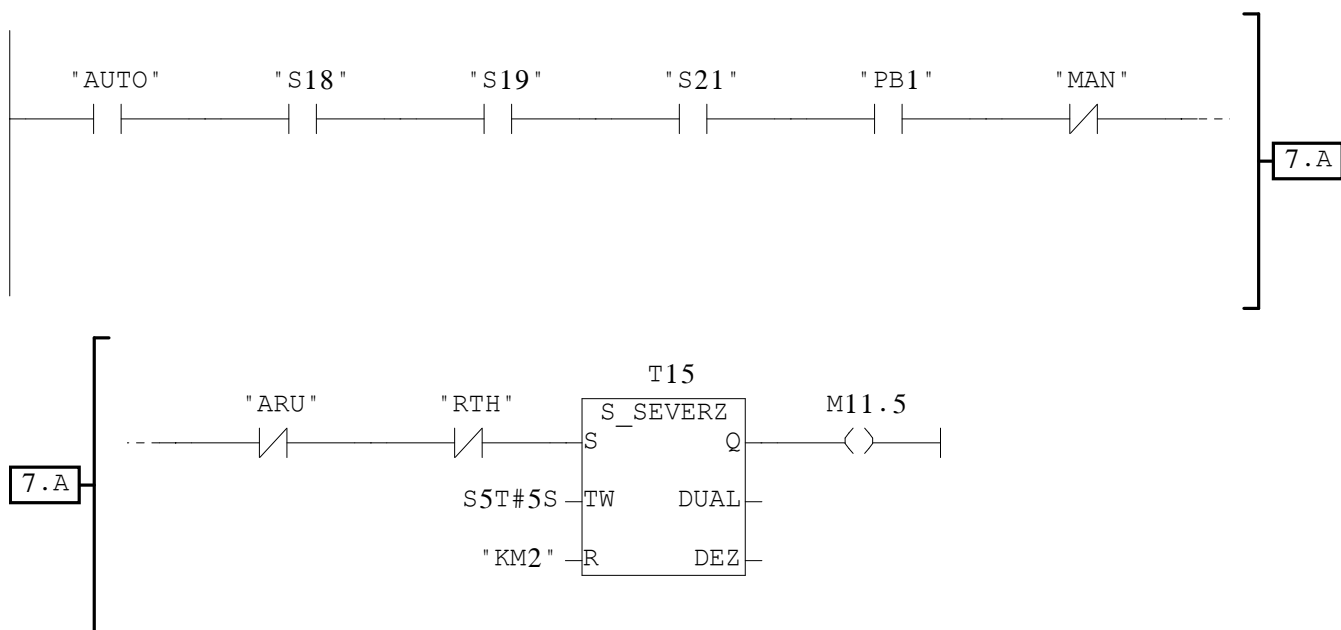 "AUTO" "S18" "S19" "S21" "PB1" "MAN"
7.A
T15
"ARU" "RTH" S_SEVERZ M11.5
S Q
7.A
S5T#5S TW DUAL
"KM2" R DEZ